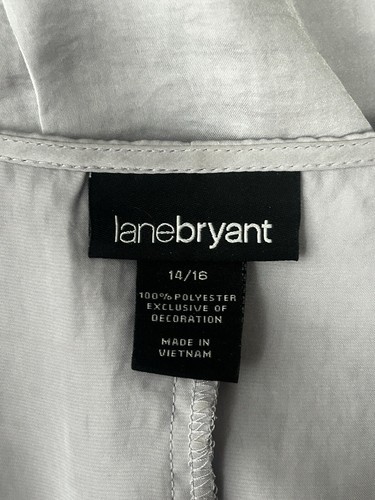 lanebryant
14/16
100% POLYESTER
EXCLUSIVE OF
DECORATION
MADE IN
VIETNAM